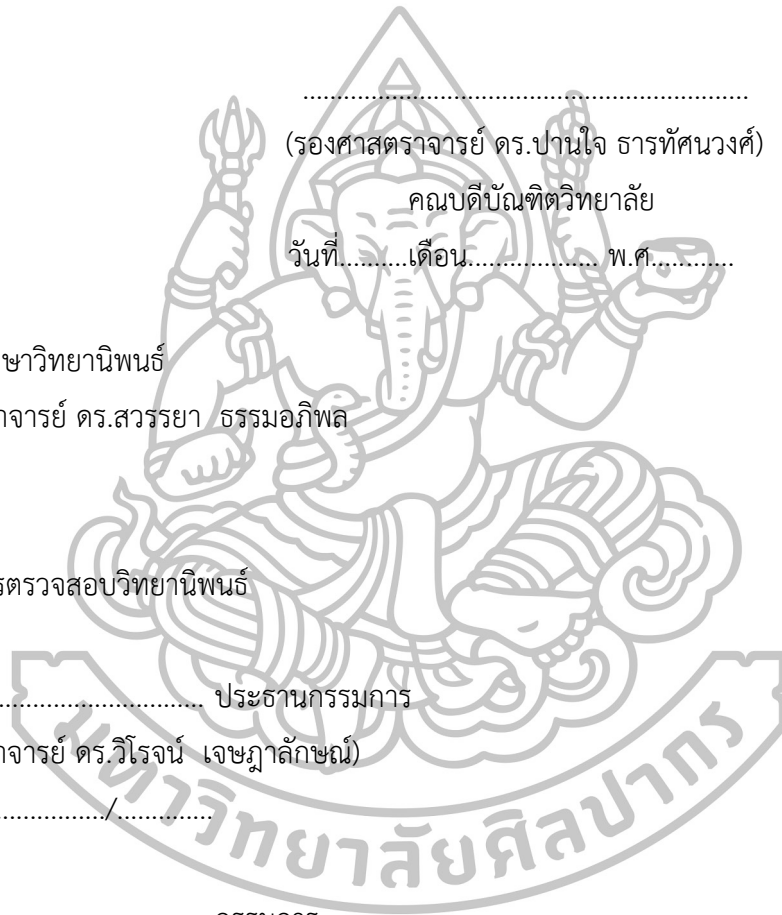 ............................................................
(รองศาสตราจารย์ ดร.ปานใจ ธารทัศนวงศ์)
คณบดีบัณฑิตวิทยาลัย
วันที่..........เดือน................... พ.ศ............
ษาวิทยานิพนธ์
าจารย์ ดร.สวรรยา ธรรมอภิพล
รตรวจสอบวิทยานิพนธ์
.............................. ประธานกรรมการ
าจารย์ ดร.วิโรจน์ เจษฎาลักษณ์)
................/..............
มหาวิทยาลัยศิลปากร